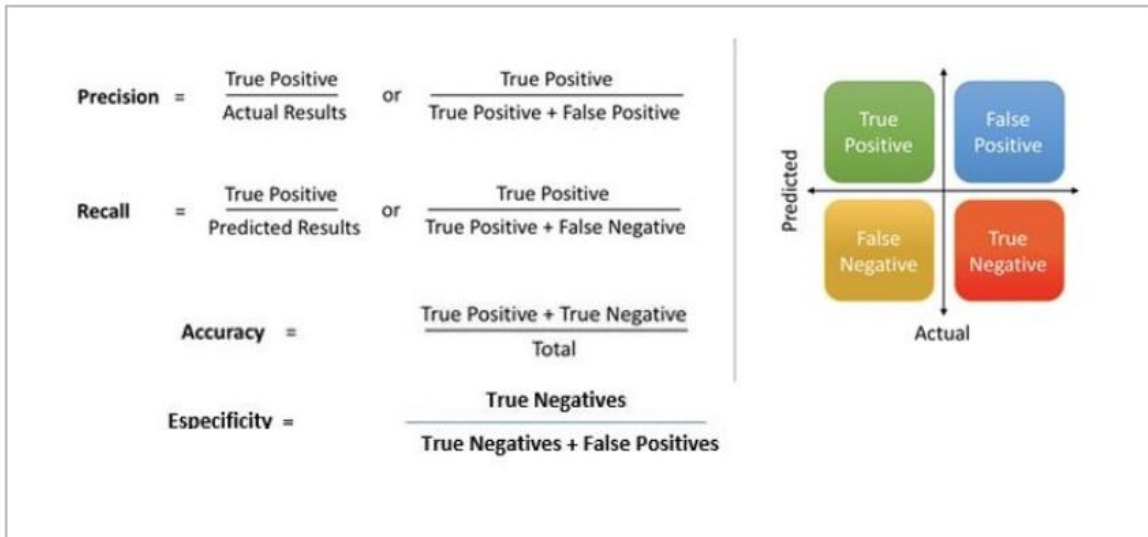 Precision = True Positive / Actual Results or True Positive / True Positive + False Positive
Recall = True Positive / Predicted Results or True Positive / True Positive + False Negative
Accuracy = True Positive + True Negative / Total
Especificity = True Negatives / True Negatives + False Positives
True
Positive
False
Positive
False
Negative
True
Negative
Predicted
Actual